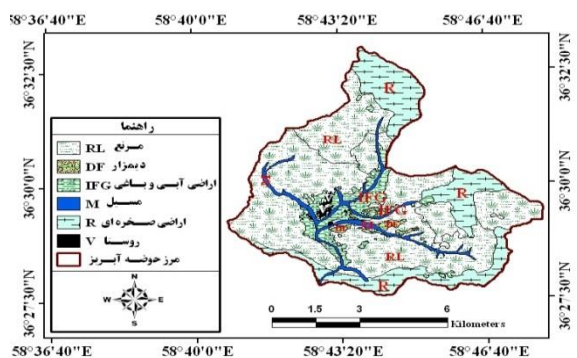 58°36'40"E 58°40'0"E 58°43'20"E 58°46'40"E
36°32'30"N 36°32'30"N
36°30'0"N 36°30'0"N
36°27'30"N 36°27'30"N
راهنما
مرتع RL
دیمزار DF
اراضی آبی و باغی IFG
مسیل M
اراضی صخره‌ای R
روستا V
مرز حوضه آبریز
N
W E
S
R
RL
IFG
R
IFG
RL
R
0 1.5 3 6
Kilometers
58°36'40"E 58°40'0"E 58°43'20"E 58°46'40"E